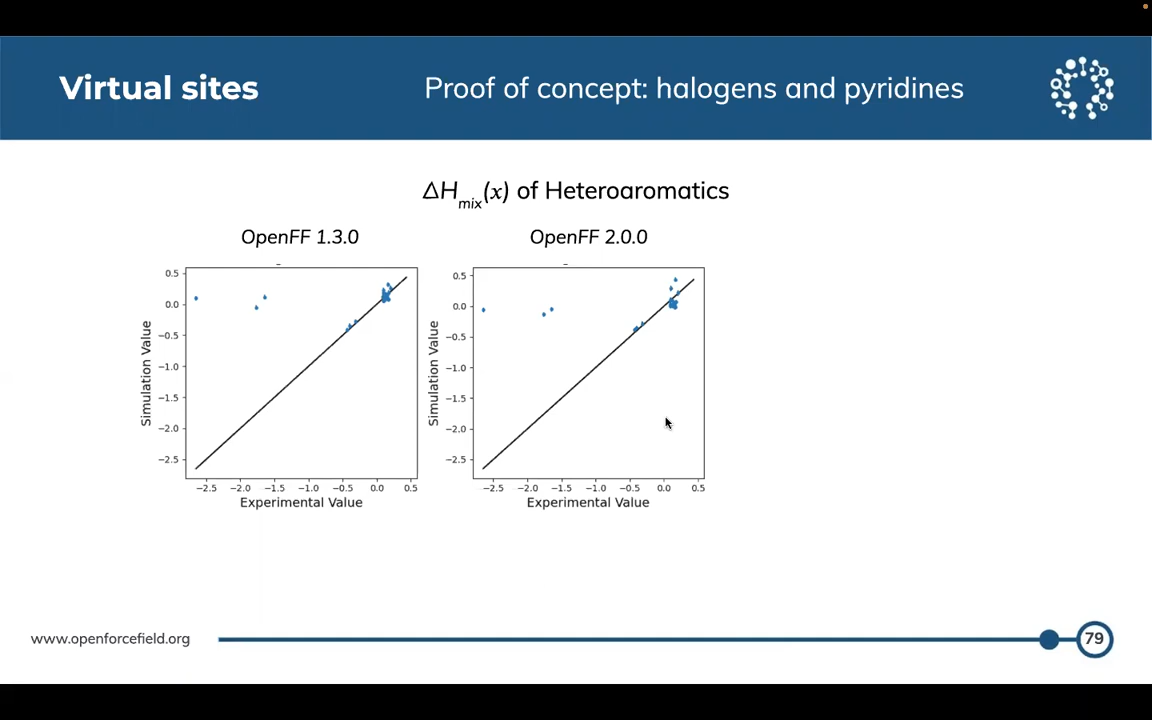 Virtual sites
Proof of concept: halogens and pyridines
ΔHmix(x) of Heteroaromatics
OpenFF 1.3.0
OpenFF 2.0.0
0.5
0.0
−0.5
−1.0
−1.5
−2.0
−2.5
Simulation Value
−2.5 −2.0 −1.5 −1.0 −0.5 0.0 0.5
Experimental Value
0.5
0.0
−0.5
−1.0
−1.5
−2.0
−2.5
Simulation Value
−2.5 −2.0 −1.5 −1.0 −0.5 0.0 0.5
Experimental Value
www.openforcefield.org
79